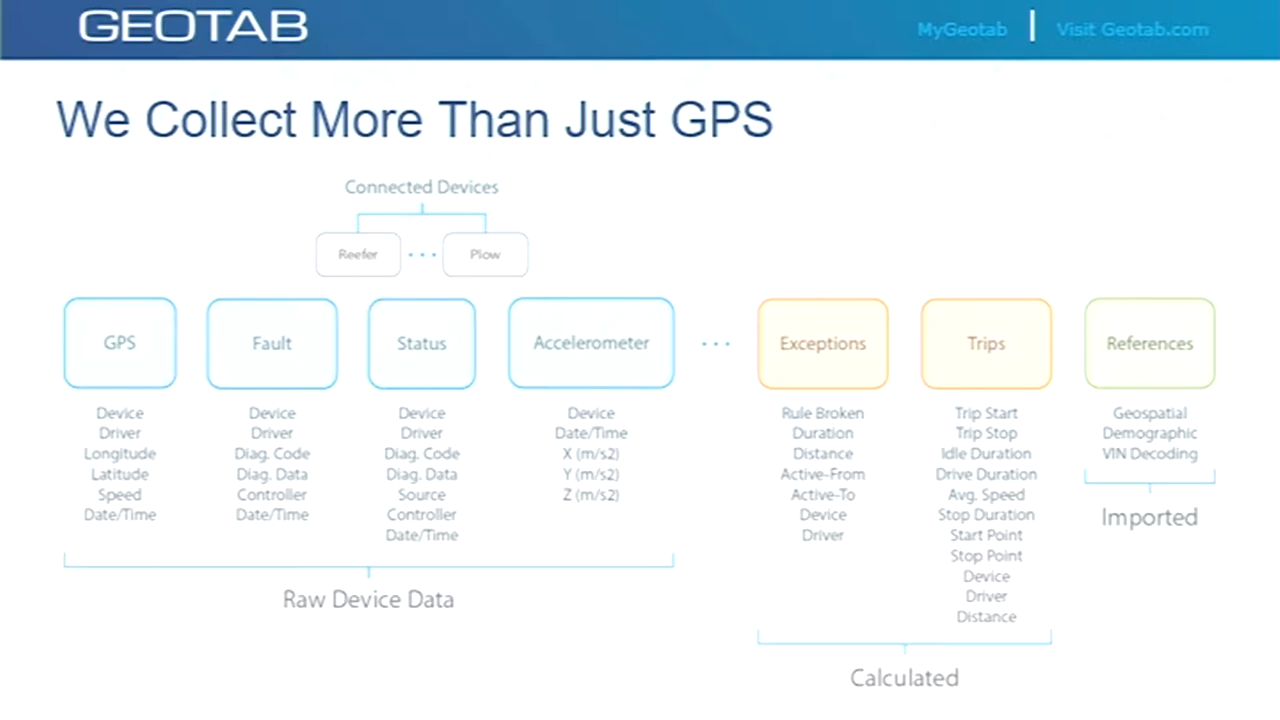 GEOTAB
MyGeotab | Visit Geotab.com
We Collect More Than Just GPS
Connected Devices
Reefer
Plow
GPS
Device
Driver
Longitude
Latitude
Speed
Date/Time
Fault
Device
Driver
Diag. Code
Diag. Data
Controller
Date/Time
Status
Device
Driver
Diag. Code
Diag. Data
Source
Controller
Date/Time
Accelerometer
Device
Date/Time
X (m/s2)
Y (m/s2)
Z (m/s2)
Raw Device Data
Exceptions
Rule Broken
Duration
Distance
Active-From
Active-To
Device
Driver
Trips
Trip Start
Trip Stop
Idle Duration
Drive Duration
Avg. Speed
Stop Duration
Start Point
Stop Point
Device
Driver
Distance
Calculated
References
Geospatial
Demographic
VIN Decoding
Imported